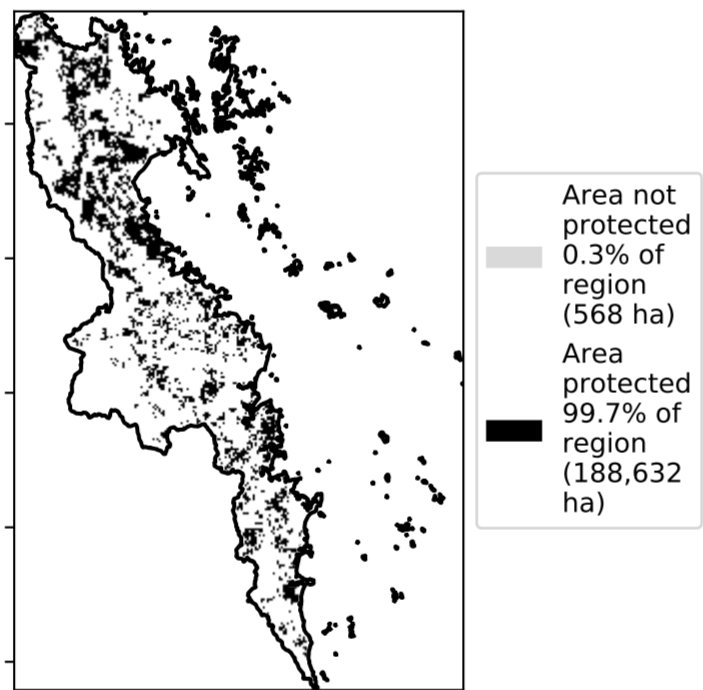 Area not
protected
0.3% of
region
(568 ha)
Area
protected
99.7% of
region
(188,632
ha)